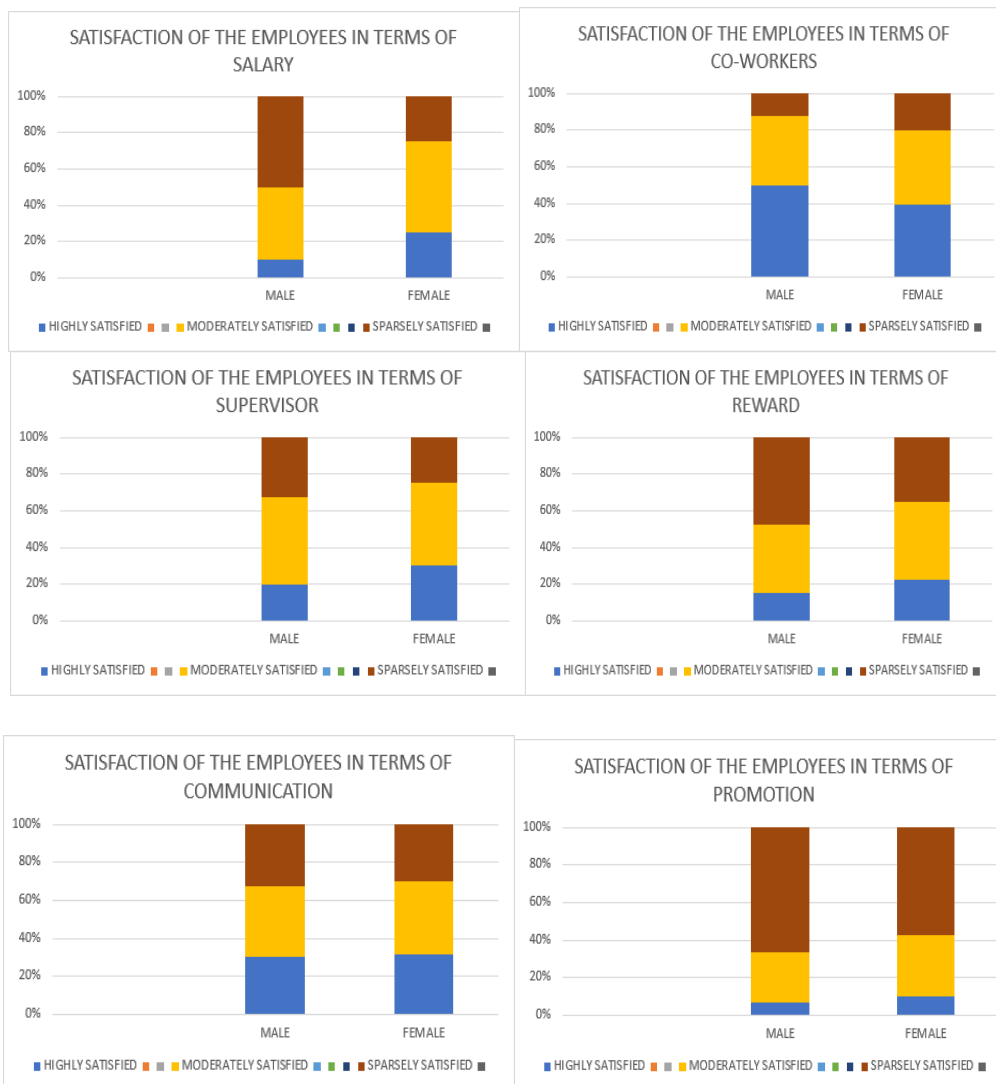 SATISFACTION OF THE EMPLOYEES IN TERMS OF
SALARY
100%
80%
60%
40%
20%
0%
MALE FEMALE
HIGHLY SATISFIED MODERATELY SATISFIED SPARSELY SATISFIED
SATISFACTION OF THE EMPLOYEES IN TERMS OF
CO-WORKERS
100%
80%
60%
40%
20%
0%
MALE FEMALE
HIGHLY SATISFIED MODERATELY SATISFIED SPARSELY SATISFIED
SATISFACTION OF THE EMPLOYEES IN TERMS OF
SUPERVISOR
100%
80%
60%
40%
20%
0%
MALE FEMALE
HIGHLY SATISFIED MODERATELY SATISFIED SPARSELY SATISFIED
SATISFACTION OF THE EMPLOYEES IN TERMS OF
REWARD
100%
80%
60%
40%
20%
0%
MALE FEMALE
HIGHLY SATISFIED MODERATELY SATISFIED SPARSELY SATISFIED
SATISFACTION OF THE EMPLOYEES IN TERMS OF
COMMUNICATION
100%
80%
60%
40%
20%
0%
MALE FEMALE
HIGHLY SATISFIED MODERATELY SATISFIED SPARSELY SATISFIED
SATISFACTION OF THE EMPLOYEES IN TERMS OF
PROMOTION
100%
80%
60%
40%
20%
0%
MALE FEMALE
HIGHLY SATISFIED MODERATELY SATISFIED SPARSELY SATISFIED